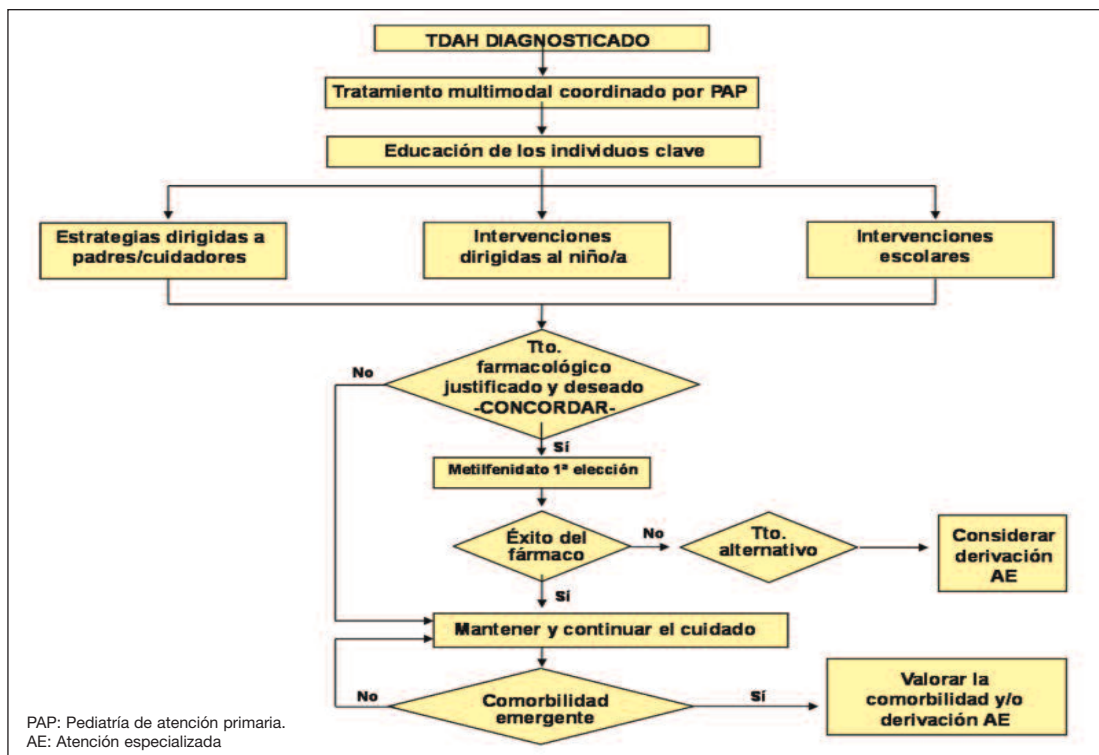 TDAH DIAGNOSTICADO
Tratamiento multimodal coordinado por PAP
Educación de los individuos clave
Estrategias dirigidas a
padres/cuidadores
Intervenciones
dirigidas al niño/a
Intervenciones
escolares
Tto.
farmacológico
justificado y deseado
-CONCORDAR-
No
Sí
Metilfenidato 1ª elección
Éxito del
fármaco
No
Tto.
alternativo
Considerar
derivación
AE
Sí
Mantener y continuar el cuidado
Comorbilidad
emergente
No
Sí
Valorar la
comorbilidad y/o
derivación AE
PAP: Pediatría de atención primaria.
AE: Atención especializada